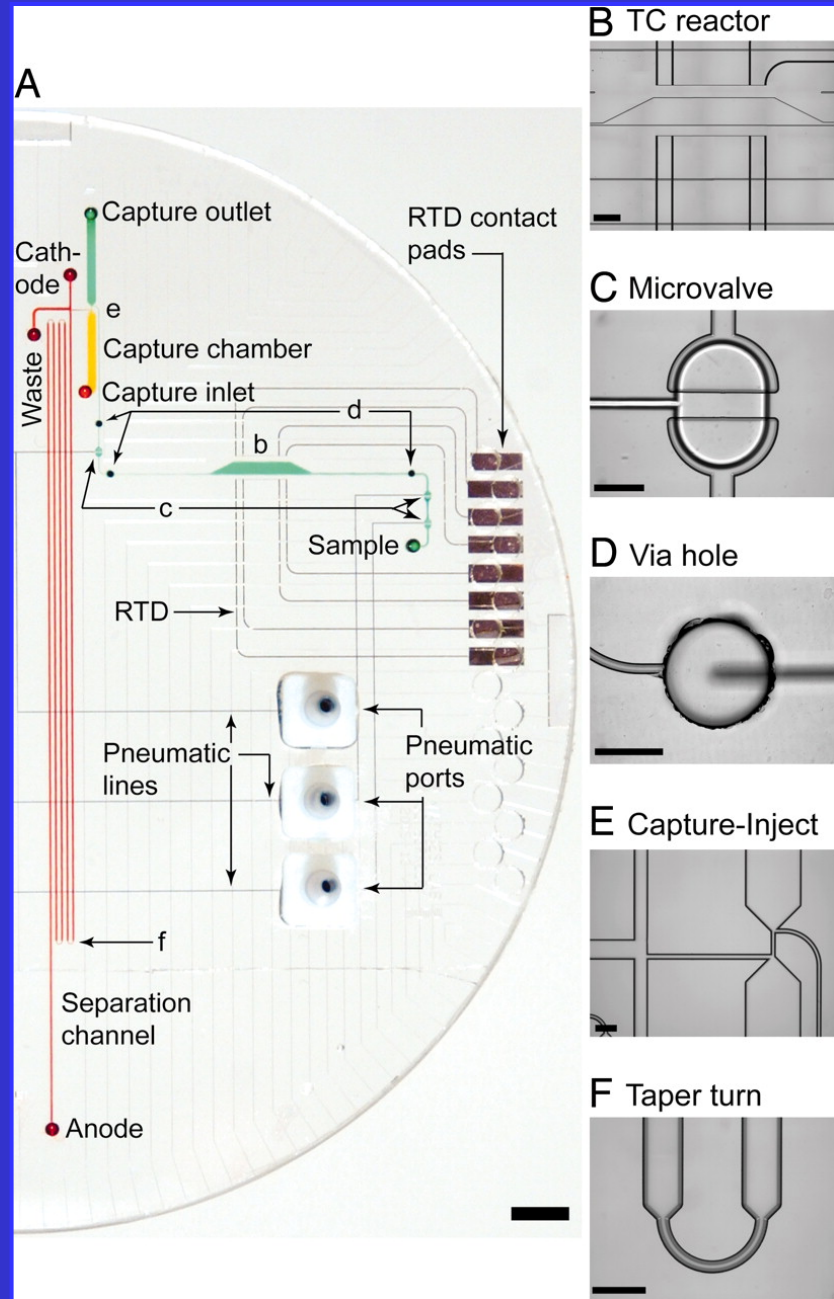 A
Capture outlet
RTD contact
pads
Cath-
ode
e
Waste
Capture chamber
Capture inlet
d
b
c
Sample
RTD
Pneumatic
lines
Pneumatic
ports
f
Separation
channel
Anode
B TC reactor
C Microvalve
D Via hole
E Capture-Inject
F Taper turn